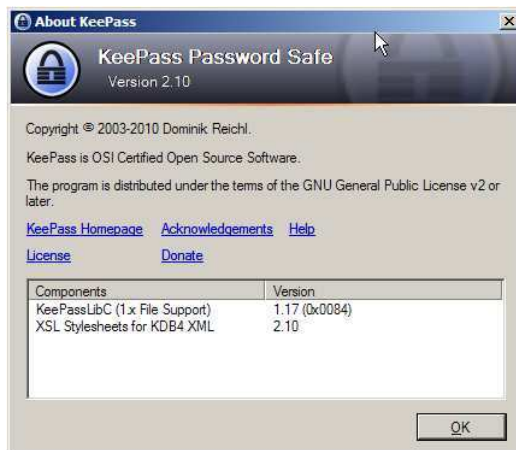 About KeePass
KeePass Password Safe
Version 2.10
Copyright © 2003-2010 Dominik Reichl.
KeePass is OSI Certified Open Source Software.
The program is distributed under the terms of the GNU General Public License v2 or
later.
KeePass Homepage Acknowledgements Help
License Donate
Components Version
KeePassLibC (1.x File Support) 1.17 (0x0084)
XSL Stylesheets for KDB4 XML 2.10
OK